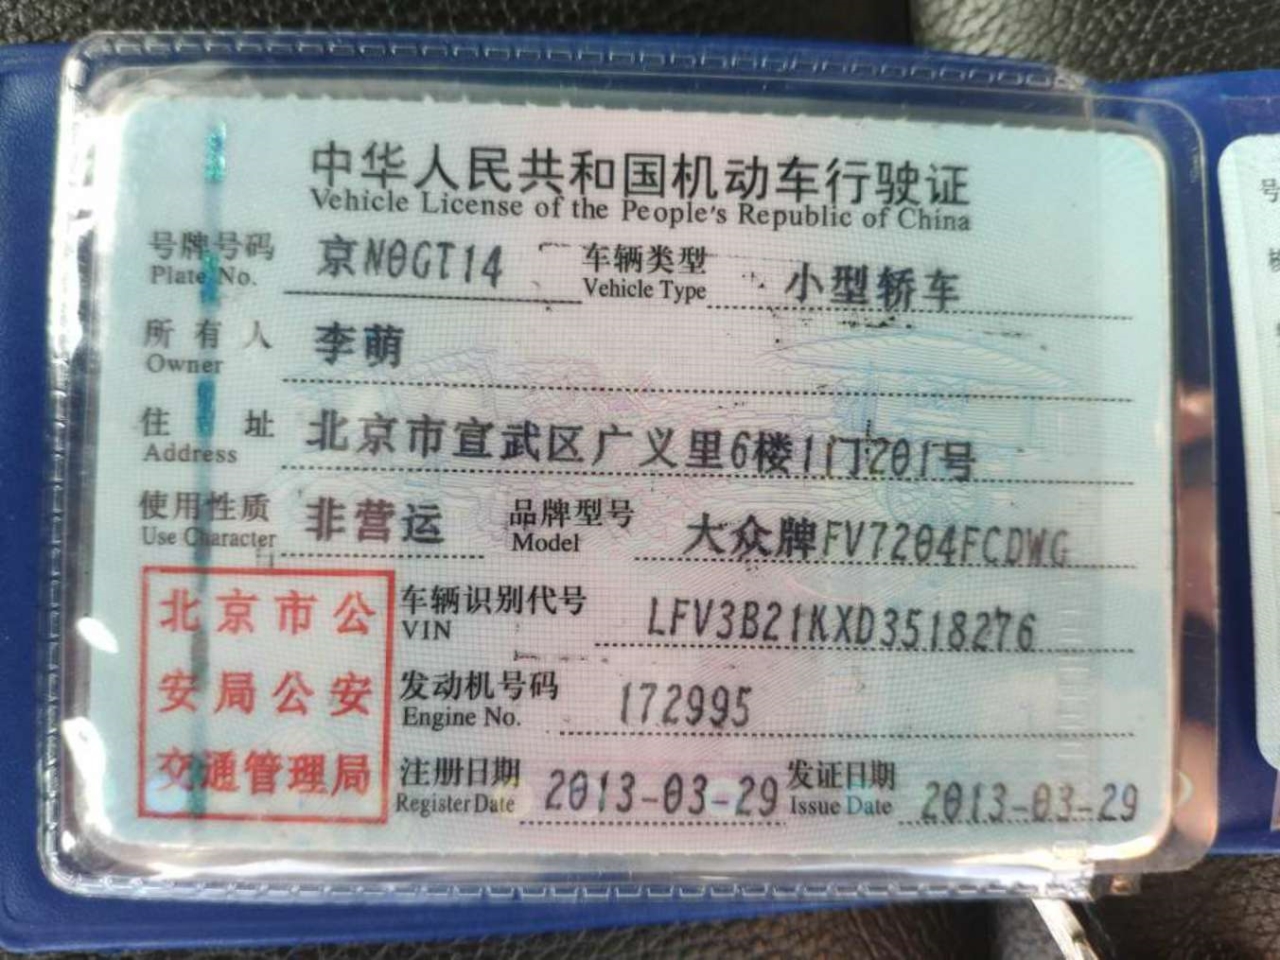 中华人民共和国机动车行驶证
Vehicle License of the People's Republic of China
号牌号码 京N0GT14 车辆类型 小型轿车
Plate No. Vehicle Type
所有人 李萌
Owner
住址 北京市宣武区广义里6楼1门201号
Address
使用性质 非营运 品牌型号 大众牌FV7204FCDWG
Use Character Model
北京市公
安局公安
交通管理局
车辆识别代号 LFV3B21KXD3518276
VIN
发动机号码 172995
Engine No.
注册日期 2013-03-29 发证日期 2013-03-29
Register Date Issue Date
号